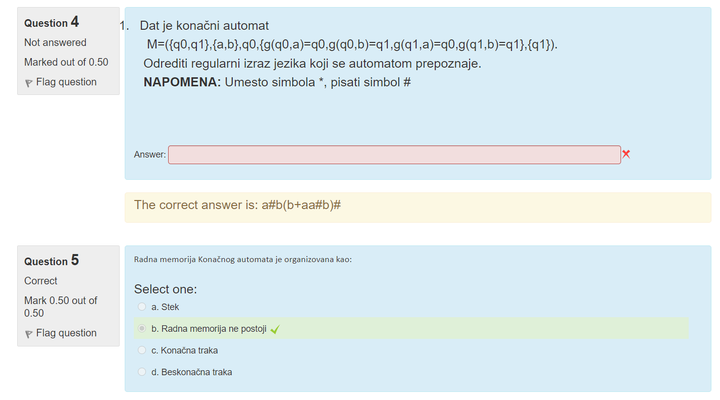 Question 4
Not answered
Marked out of 0.50
Flag question
1. Dat je konačni automat
M=({q0,q1},{a,b},q0,{g(q0,a)=q0,g(q0,b)=q1,g(q1,a)=q0,g(q1,b)=q1},{q1}).
Odrediti regularni izraz jezika koji se automatom prepoznaje.
NAPOMENA: Umesto simbola *, pisati simbol #
Answer:
The correct answer is: a#b(b+aa#b)#
Question 5
Correct
Mark 0.50 out of
0.50
Flag question
Radna memorija Konačnog automata je organizovana kao:
Select one:
a. Stek
b. Radna memorija ne postoji
c. Konačna traka
d. Beskonačna traka